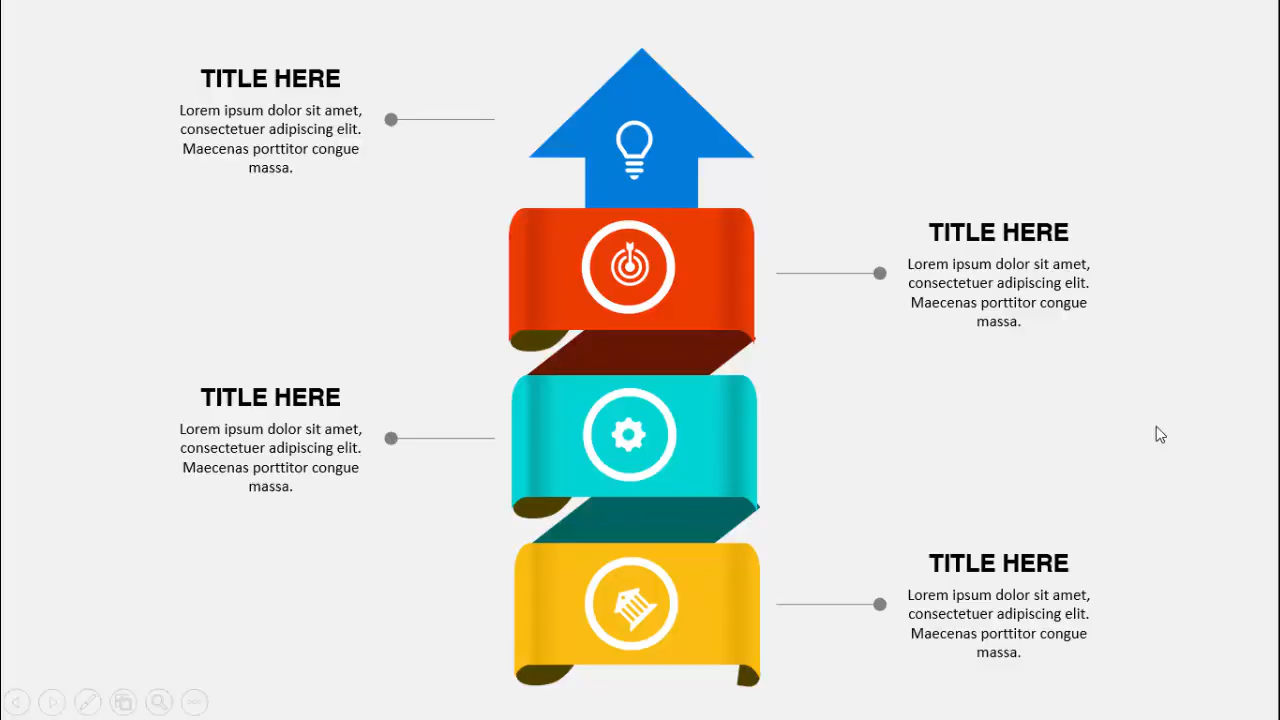 TITLE HERE
Lorem ipsum dolor sit amet,
consectetuer adipiscing elit.
Maecenas porttitor congue
massa.
TITLE HERE
Lorem ipsum dolor sit amet,
consectetuer adipiscing elit.
Maecenas porttitor congue
massa.
TITLE HERE
Lorem ipsum dolor sit amet,
consectetuer adipiscing elit.
Maecenas porttitor congue
massa.
TITLE HERE
Lorem ipsum dolor sit amet,
consectetuer adipiscing elit.
Maecenas porttitor congue
massa.